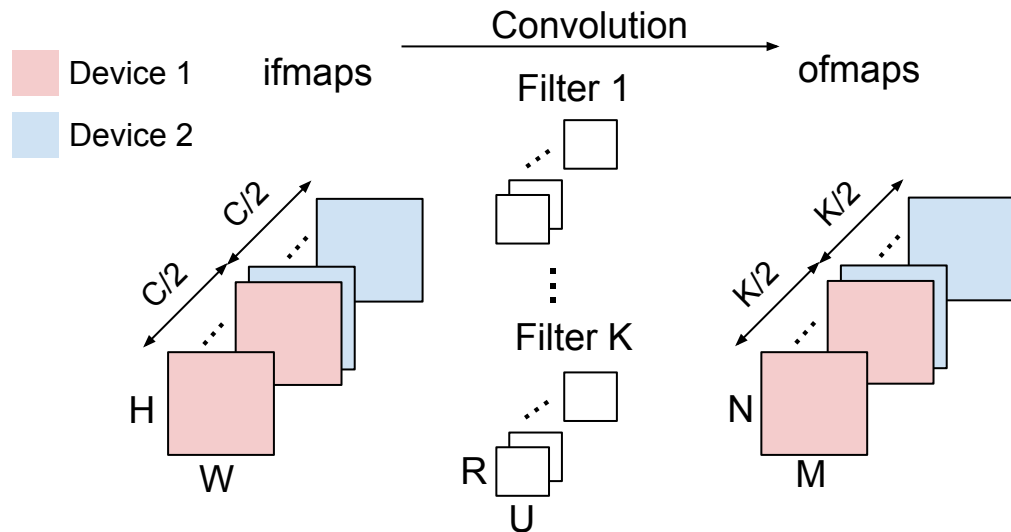 Convolution
Device 1
ifmaps
ofmaps
Filter 1
Device 2
C/2
C/2
K/2
K/2
Filter K
H
W
R
U
N
M